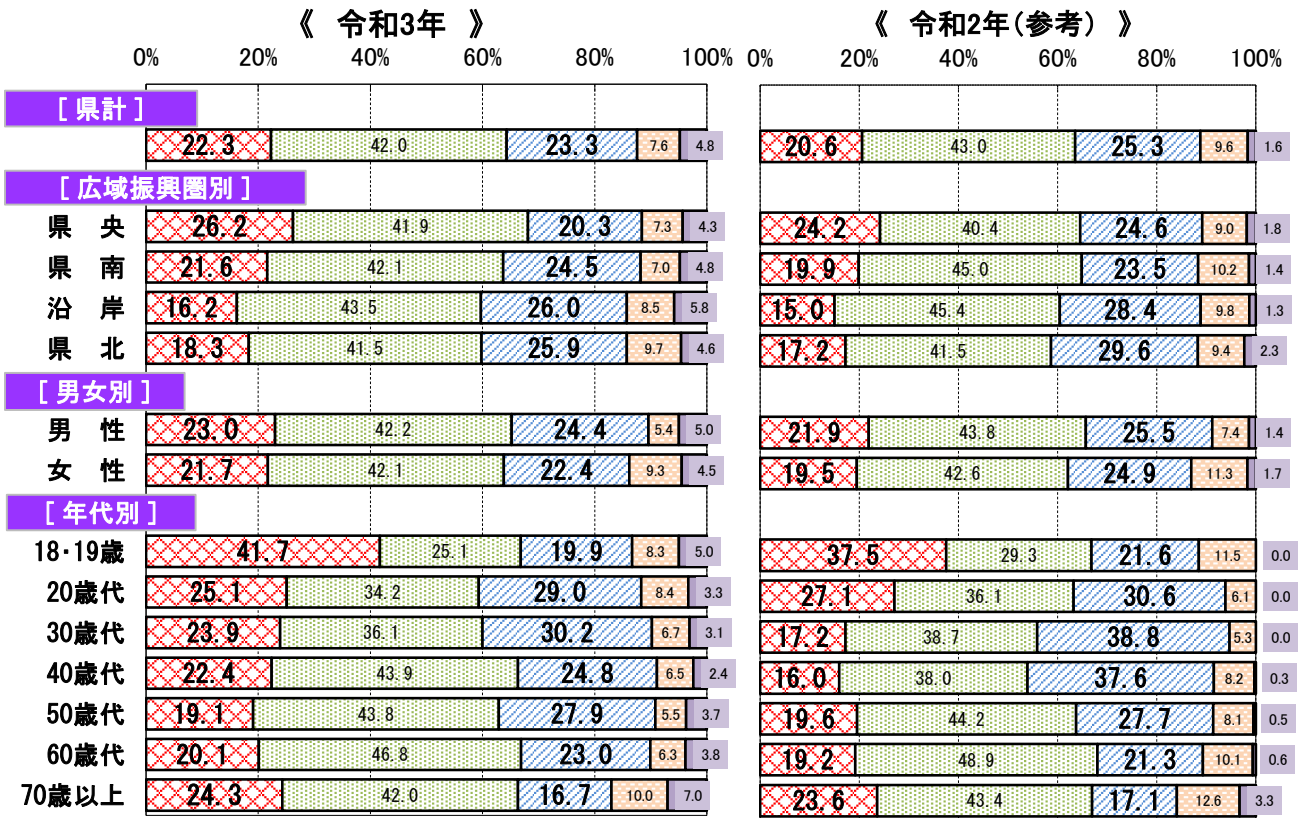 《 令和3年 》 《 令和2年(参考) 》
0% 20% 40% 60% 80% 100% 0% 20% 40% 60% 80% 100%
[ 県計 ]
22.3 42.0 23.3 7.6 4.8 20.6 43.0 25.3 9.6 1.6
[ 広域振興圏別 ]
県 央 26.2 41.9 20.3 7.3 4.3 24.2 40.4 24.6 9.0 1.8
県 南 21.6 42.1 24.5 7.0 4.8 19.9 45.0 23.5 10.2 1.4
沿 岸 16.2 43.5 26.0 8.5 5.8 15.0 45.4 28.4 9.8 1.3
県 北 18.3 41.5 25.9 9.7 4.6 17.2 41.5 29.6 9.4 2.3
[ 男女別 ]
男 性 23.0 42.2 24.4 5.4 5.0 21.9 43.8 25.5 7.4 1.4
女 性 21.7 42.1 22.4 9.3 4.5 19.5 42.6 24.9 11.3 1.7
[ 年代別 ]
18・19歳 41.7 25.1 19.9 8.3 5.0 37.5 29.3 21.6 11.5 0.0
20歳代 25.1 34.2 29.0 8.4 3.3 27.1 36.1 30.6 6.1 0.0
30歳代 23.9 36.1 30.2 6.7 3.1 17.2 38.7 38.8 5.3 0.0
40歳代 22.4 43.9 24.8 6.5 2.4 16.0 38.0 37.6 8.2 0.3
50歳代 19.1 43.8 27.9 5.5 3.7 19.6 44.2 27.7 8.1 0.5
60歳代 20.1 46.8 23.0 6.3 3.8 19.2 48.9 21.3 10.1 0.6
70歳以上 24.3 42.0 16.7 10.0 7.0 23.6 43.4 17.1 12.6 3.3